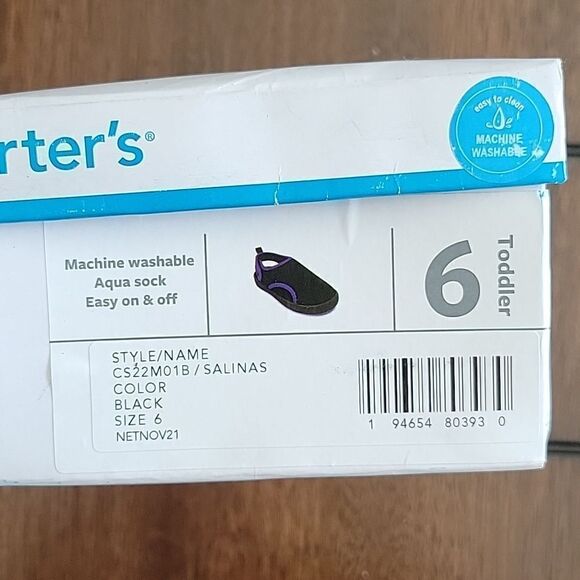 rter's®
easy to clean
MACHINE
WASHABLE
Machine washable
Aqua sock
Easy on & off
6
Toddler
STYLE/NAME
CS22M01B / SALINAS
COLOR
BLACK
SIZE 6
NETNOV21
1 94654 80393 0